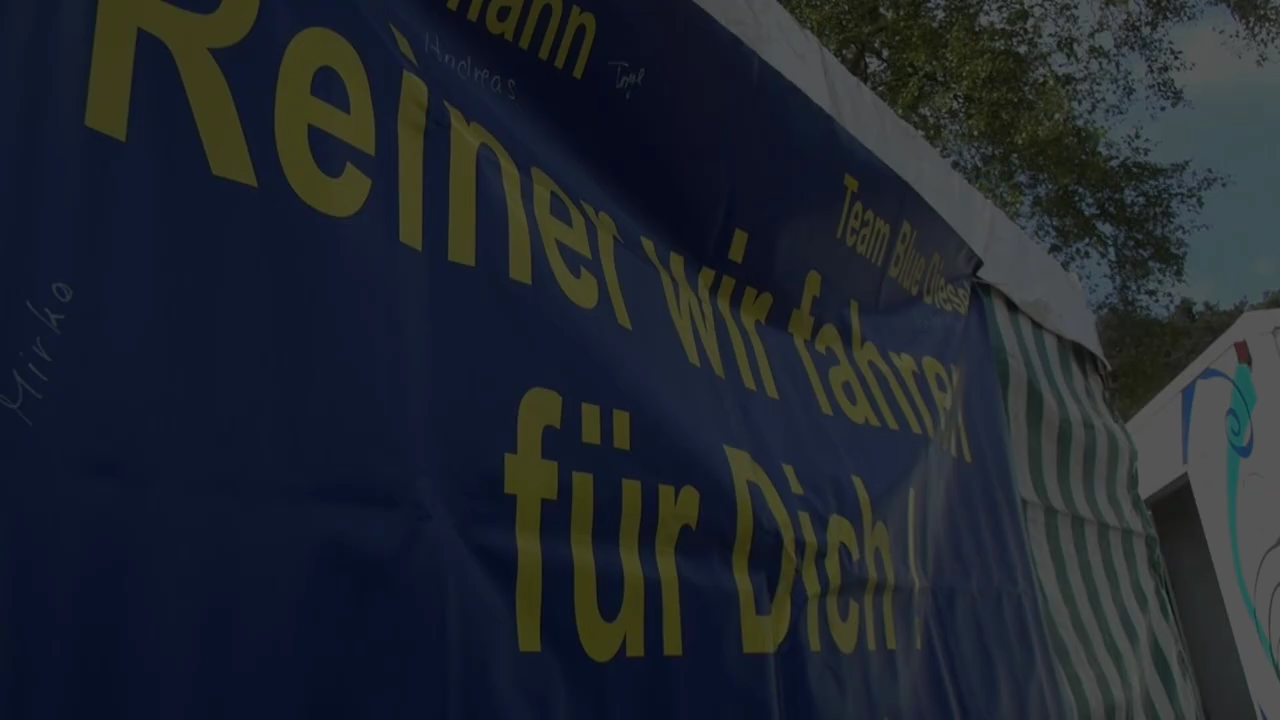 mann
Andreas
Reiner wir fahren
für Dich !
Team Blue Diesel
Mirko